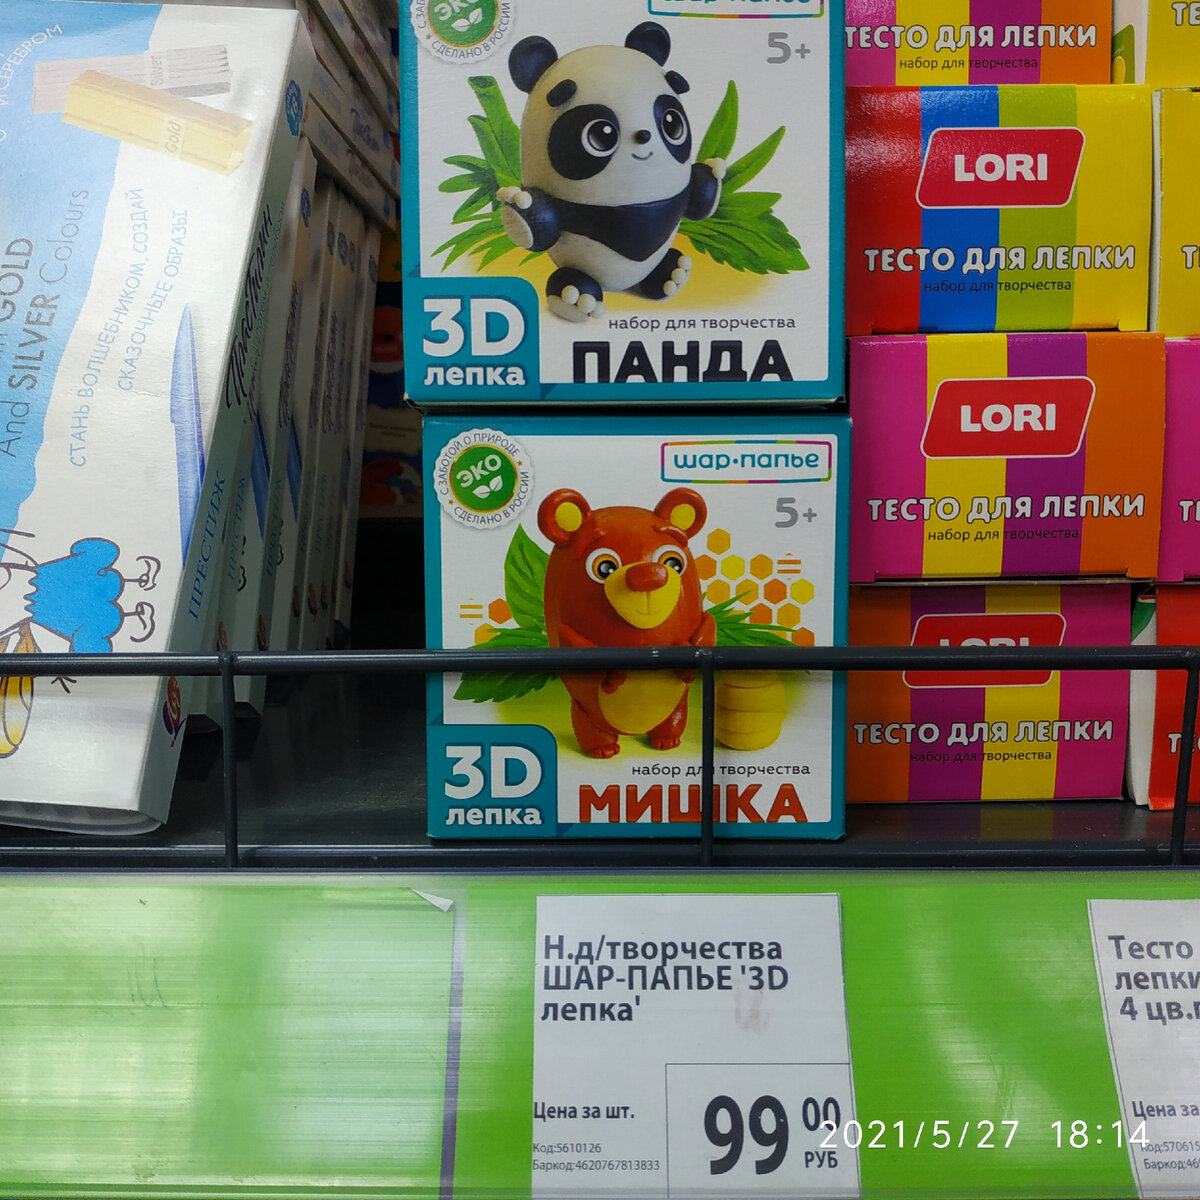 И СЕРЕБРОМ
Silver
Gold
GOLD
And SILVER Colours
СТАНЬ ВОЛШЕБНИКОМ, СОЗДАЙ
СКАЗОЧНЫЕ ОБРАЗЫ
Пластилин
ПРЕСТИЖ
ЭКО
СДЕЛАНО В РОССИИ
шар-папье
5+
3D
лепка
набор для творчества
ПАНДА
С ЗАБОТОЙ О ПРИРОДЕ
ЭКО
СДЕЛАНО В РОССИИ
шар•папье
5+
3D
лепка
набор для творчества
МИШКА
ТЕСТО ДЛЯ ЛЕПКИ
набор для творчества
LORI
ТЕСТО ДЛЯ ЛЕПКИ
набор для творчества
LORI
ТЕСТО ДЛЯ ЛЕПКИ
набор для творчества
LORI
ТЕСТО ДЛЯ ЛЕПКИ
набор для творчества
Н.д/творчества
ШАР-ПАПЬЕ '3D
лепка'
Цена за шт.
Код:5610126
Баркод:4620767813833
99 00
РУБ
Тесто
лепки
4 цв.
Цена за
2021/5/27 18:14